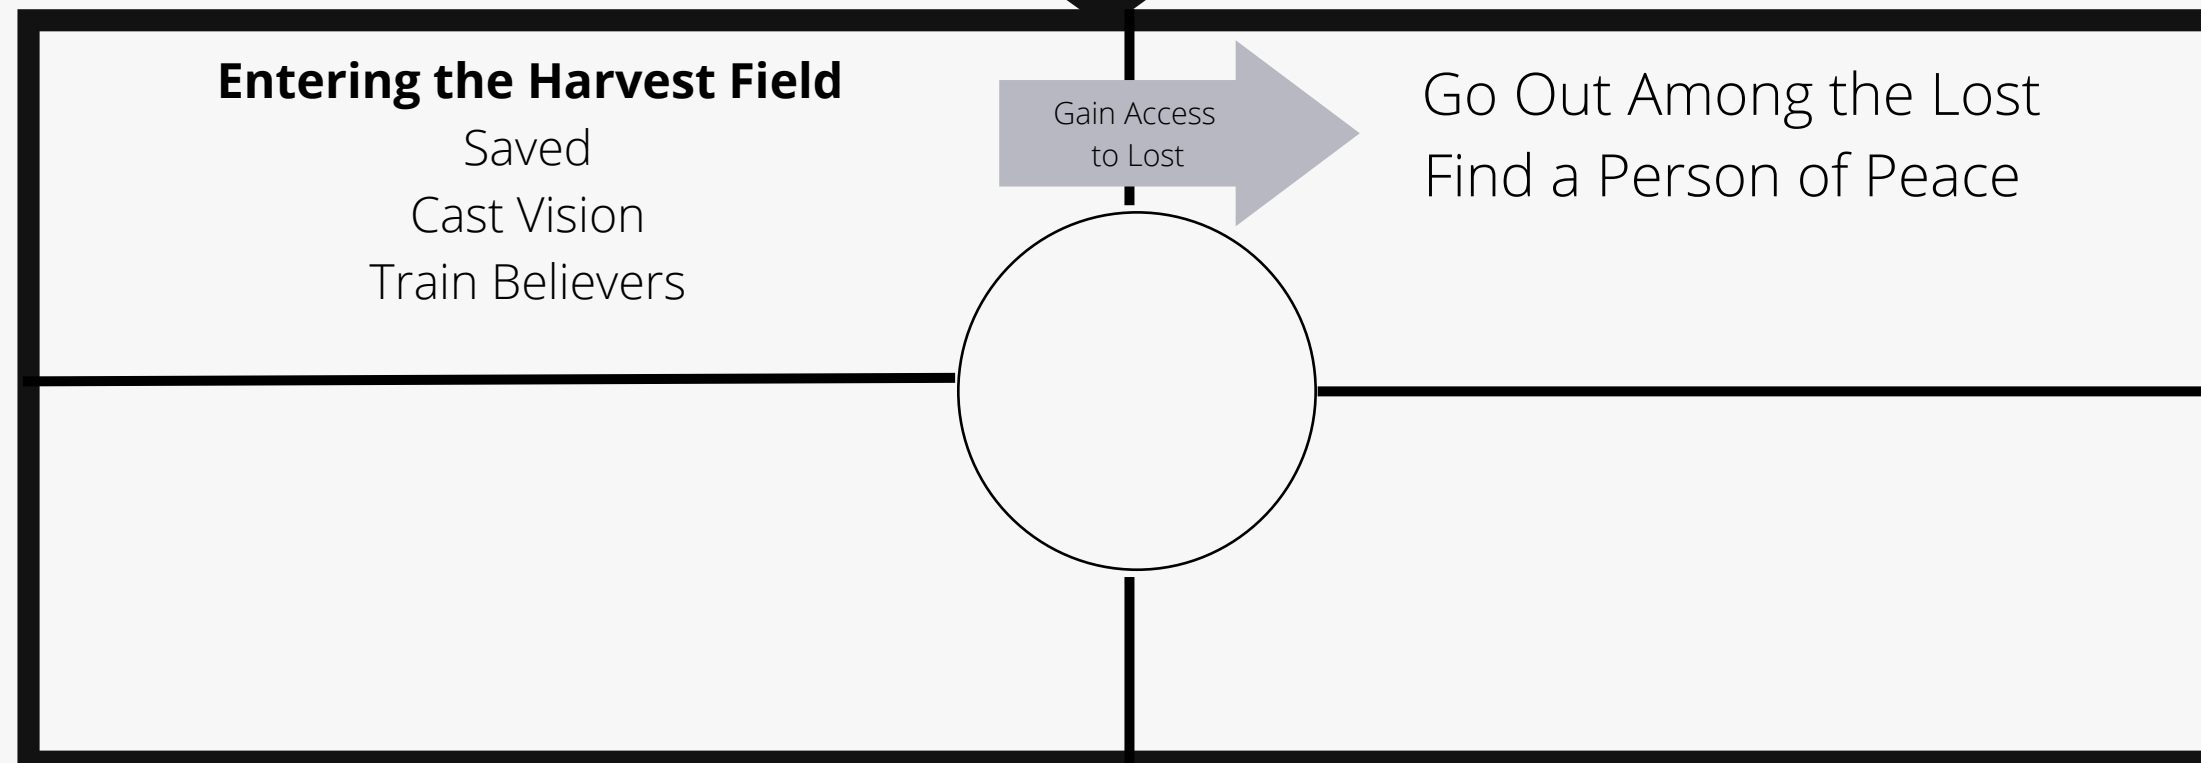 Entering the Harvest Field
Saved
Cast Vision
Train Believers
Gain Access
to Lost
Go Out Among the Lost
Find a Person of Peace